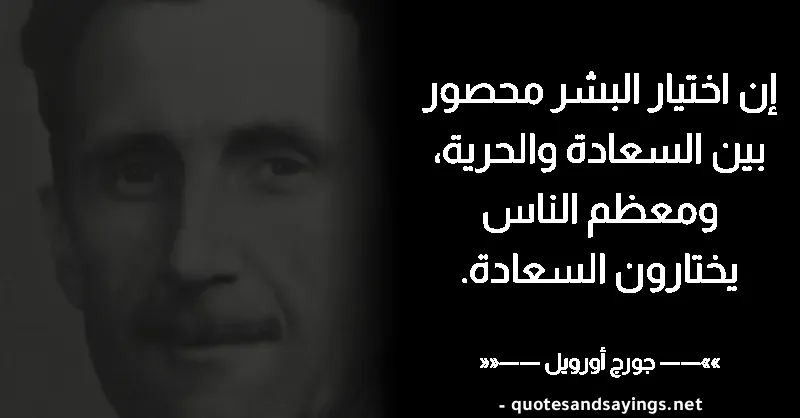 إن اختيار البشر محصور
بين السعادة والحرية،
ومعظم الناس
يختارون السعادة.
»»—— جورج أورويل ——««
- quotesandsayings.net